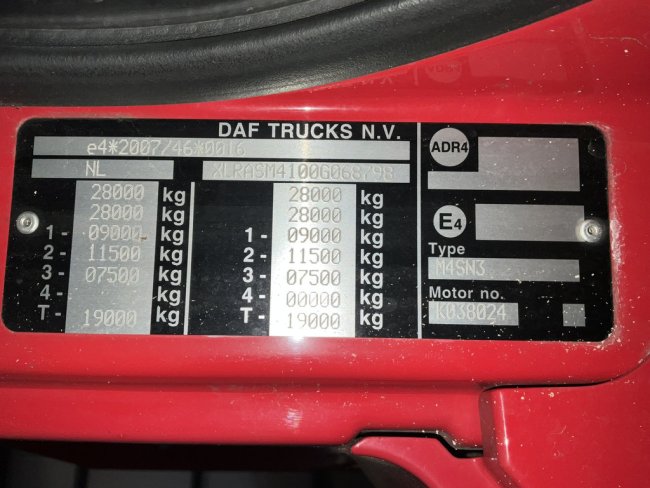 DAF TRUCKS N.V.
e4*2007/46*0016
NL XLRASM4100G068798
28000 kg 28000 kg
28000 kg 28000 kg
1- 09000 kg 1- 09000 kg
2- 11500 kg 2- 11500 kg
3- 07500 kg 3- 07500 kg
4- kg 4- 00000 kg
T- 19000 kg T- 19000 kg
ADR4
E4
Type
M4SN3
Motor no.
K038024